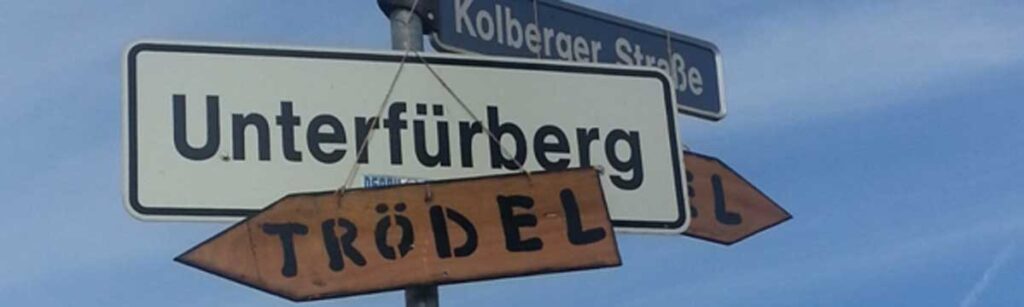 Kolberger Straße
Unterfürberg
TRÖDEL
EL